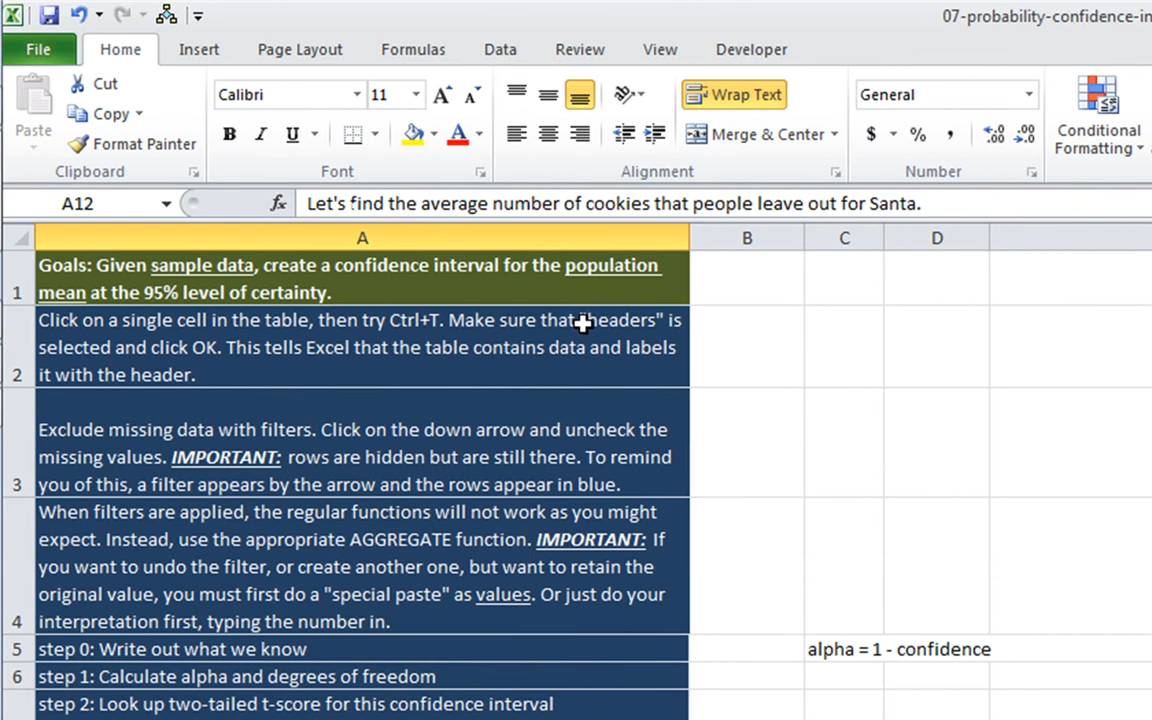 07-probability-confidence-in
File Home Insert Page Layout Formulas Data Review View Developer
Cut
Copy
Paste
Format Painter
Clipboard
Calibri 11
B I U A
Font
Wrap Text
Merge & Center
Alignment
General
$ % ,
Number
Conditional
Formatting
A12 fx Let's find the average number of cookies that people leave out for Santa.
A B C D
1 Goals: Given sample data, create a confidence interval for the population
mean at the 95% level of certainty.
2 Click on a single cell in the table, then try Ctrl+T. Make sure that "headers" is
selected and click OK. This tells Excel that the table contains data and labels
it with the header.
3 Exclude missing data with filters. Click on the down arrow and uncheck the
missing values. IMPORTANT: rows are hidden but are still there. To remind
you of this, a filter appears by the arrow and the rows appear in blue.
4 When filters are applied, the regular functions will not work as you might
expect. Instead, use the appropriate AGGREGATE function. IMPORTANT: If
you want to undo the filter, or create another one, but want to retain the
original value, you must first do a "special paste" as values. Or just do your
interpretation first, typing the number in.
5 step 0: Write out what we know alpha = 1 - confidence
6 step 1: Calculate alpha and degrees of freedom
step 2: Look up two-tailed t-score for this confidence interval